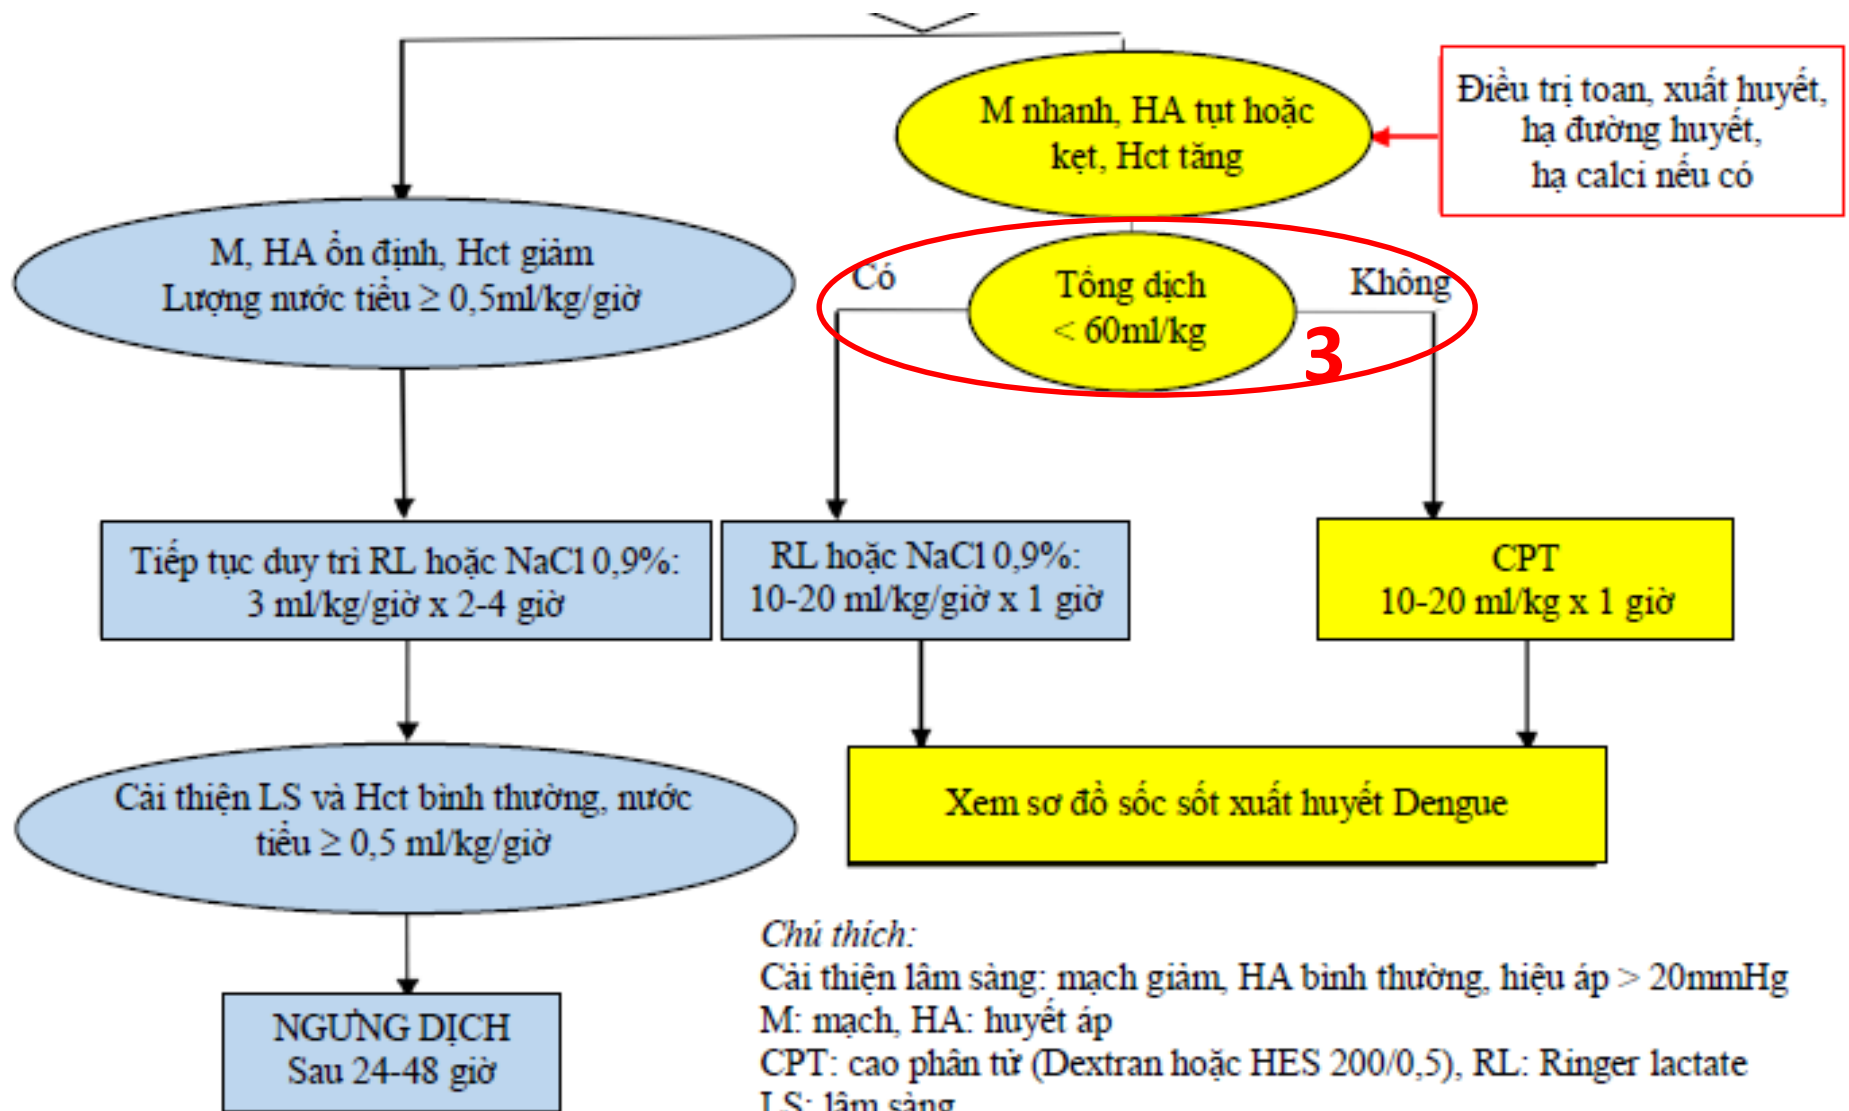 M nhanh, HA tụt hoặc
kẹt, Hct tăng
Điều trị toan, xuất huyết,
hạ đường huyết,
hạ calci nếu có
M, HA ổn định, Hct giảm
Lượng nước tiểu ≥ 0,5ml/kg/giờ
Có
Tổng dịch
< 60ml/kg
Không
3
Tiếp tục duy trì RL hoặc NaCl 0,9%:
3 ml/kg/giờ x 2-4 giờ
RL hoặc NaCl 0,9%:
10-20 ml/kg/giờ x 1 giờ
CPT
10-20 ml/kg x 1 giờ
Cải thiện LS và Hct bình thường, nước
tiểu ≥ 0,5 ml/kg/giờ
Xem sơ đồ sốc sốt xuất huyết Dengue
NGƯNG DỊCH
Sau 24-48 giờ
Chú thích:
Cải thiện lâm sàng: mạch giảm, HA bình thường, hiệu áp > 20mmHg
M: mạch, HA: huyết áp
CPT: cao phân tử (Dextran hoặc HES 200/0,5), RL: Ringer lactate
LS: lâm sàng